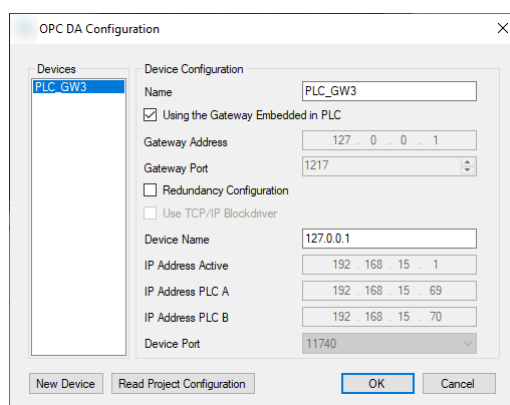 OPC DA Configuration
Devices
PLC_GW3
Device Configuration
Name PLC_GW3
Using the Gateway Embedded in PLC
Gateway Address 127 . 0 . 0 . 1
Gateway Port 1217
Redundancy Configuration
Use TCP/IP Blockdriver
Device Name 127.0.0.1
IP Address Active 192 . 168 . 15 . 1
IP Address PLC A 192 . 168 . 15 . 69
IP Address PLC B 192 . 168 . 15 . 70
Device Port 11740
New Device Read Project Configuration OK Cancel